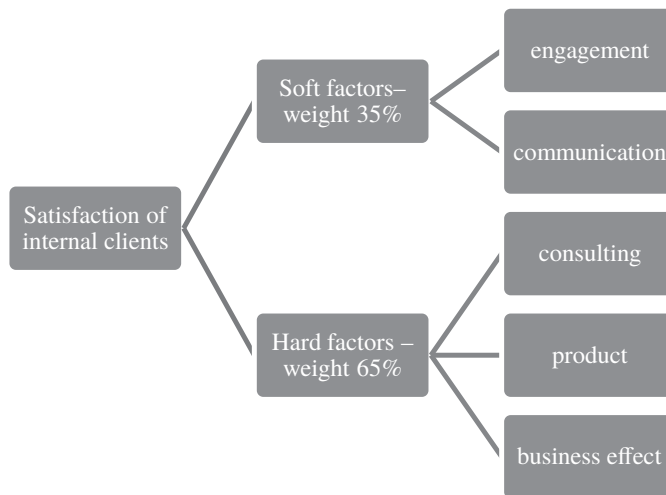 Satisfaction of
internal clients
Soft factors–
weight 35%
engagement
communication
Hard factors –
weight 65%
consulting
product
business effect